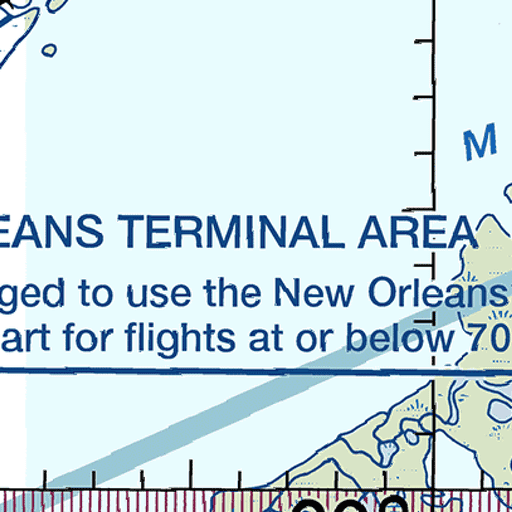 M
EANS TERMINAL AREA
ged to use the New Orleans
art for flights at or below 70